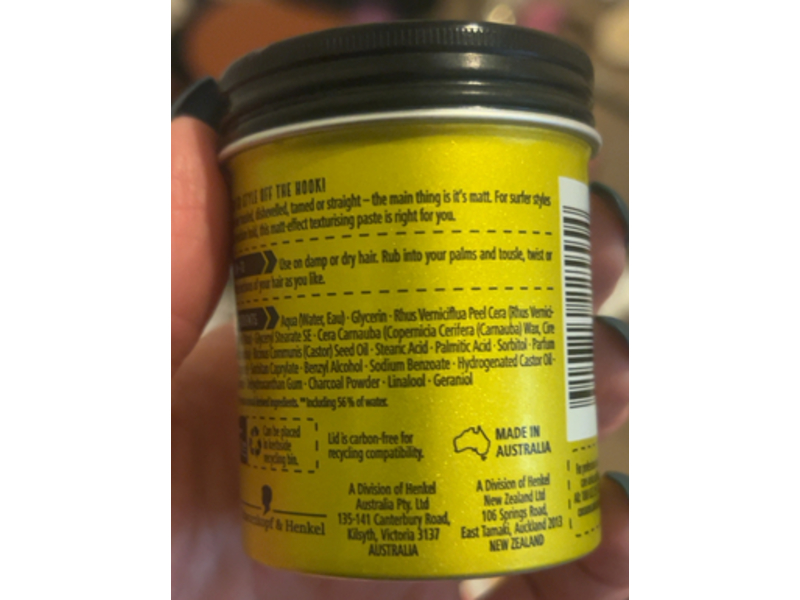 STYLE OFF THE HOOK!
dishevelled, tamed or straight – the main thing is it's matt. For surfer styles
look, this matt-effect texturising paste is right for you.
Use on damp or dry hair. Rub into your palms and tousle, twist or
of your hair as you like.
Aqua (Water, Eau) · Glycerin · Rhus Verniciflua Peel Cera (Rhus Vernici-
Glyceryl Stearate SE · Cera Carnauba (Copernicia Cerifera (Carnauba) Wax, Cire
Ricinus Communis (Castor) Seed Oil · Stearic Acid · Palmitic Acid · Sorbitol · Parfum
Caprylate · Benzyl Alcohol · Sodium Benzoate · Hydrogenated Castor Oil ·
Gum · Charcoal Powder · Linalool · Geraniol
ingredients. **Including 56 % of water.
Can be placed
in kerbside
recycling bin.
Lid is carbon-free for
recycling compatibility.
MADE IN
AUSTRALIA
& Henkel
A Division of Henkel
Australia Pty. Ltd
135-141 Canterbury Road,
Kilsyth, Victoria 3137
AUSTRALIA
A Division of Henkel
New Zealand Ltd
106 Springs Road,
East Tamaki, Auckland 2013
NEW ZEALAND